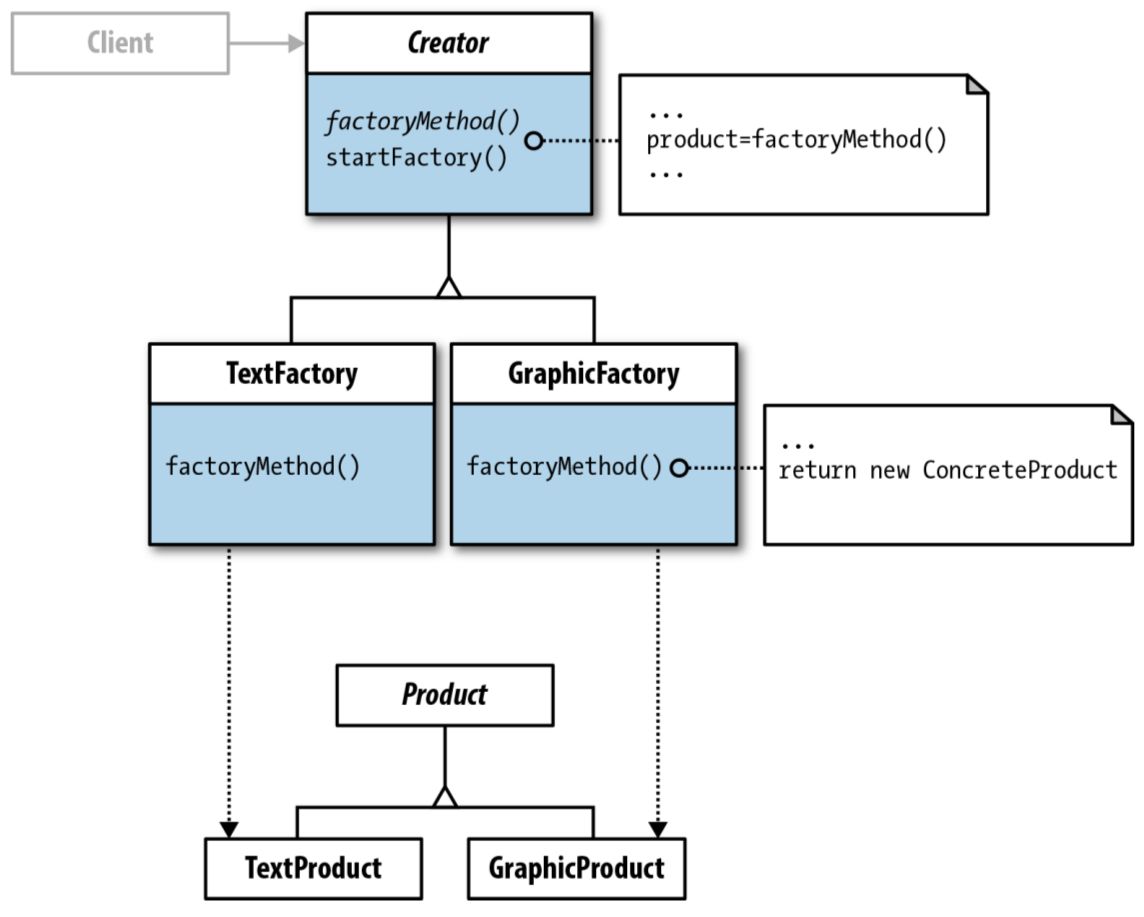 Client
Creator
factoryMethod()
startFactory()
...
product=factoryMethod()
...
TextFactory
GraphicFactory
factoryMethod()
factoryMethod()
...
return new ConcreteProduct
Product
TextProduct
GraphicProduct